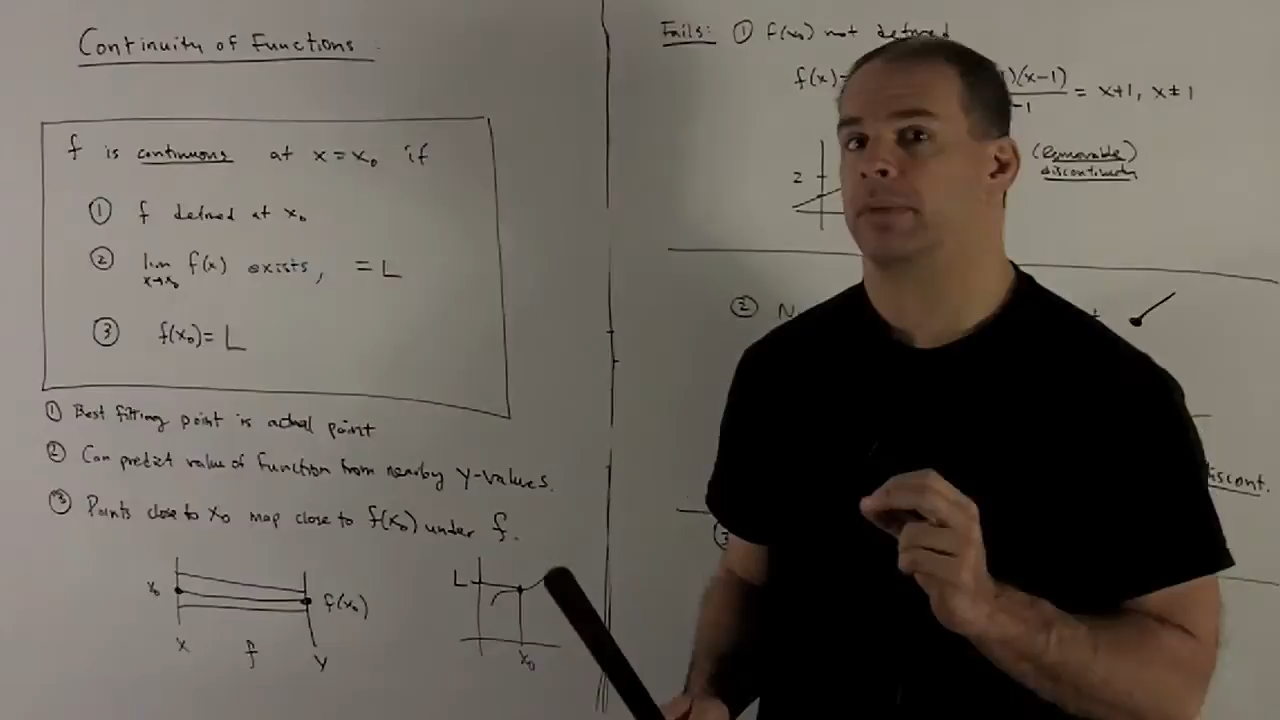 Continuity of Functions
f is continuous at x = x₀ if
① f defined at x₀
② lim x→x₀ f(x) exists, = L
③ f(x₀) = L
① Best fitting point is actual point
② Can predict value of function from nearby Y-values.
③ Points close to x₀ map close to f(x₀) under f.
x₀ f(x₀)
X f Y
L
x₀
Fails: ① f(x₀) not defined
f(x)= )(x-1)
-1 = x+1, x≠1
2
(Removable)
discontinuity
②
discont.
③